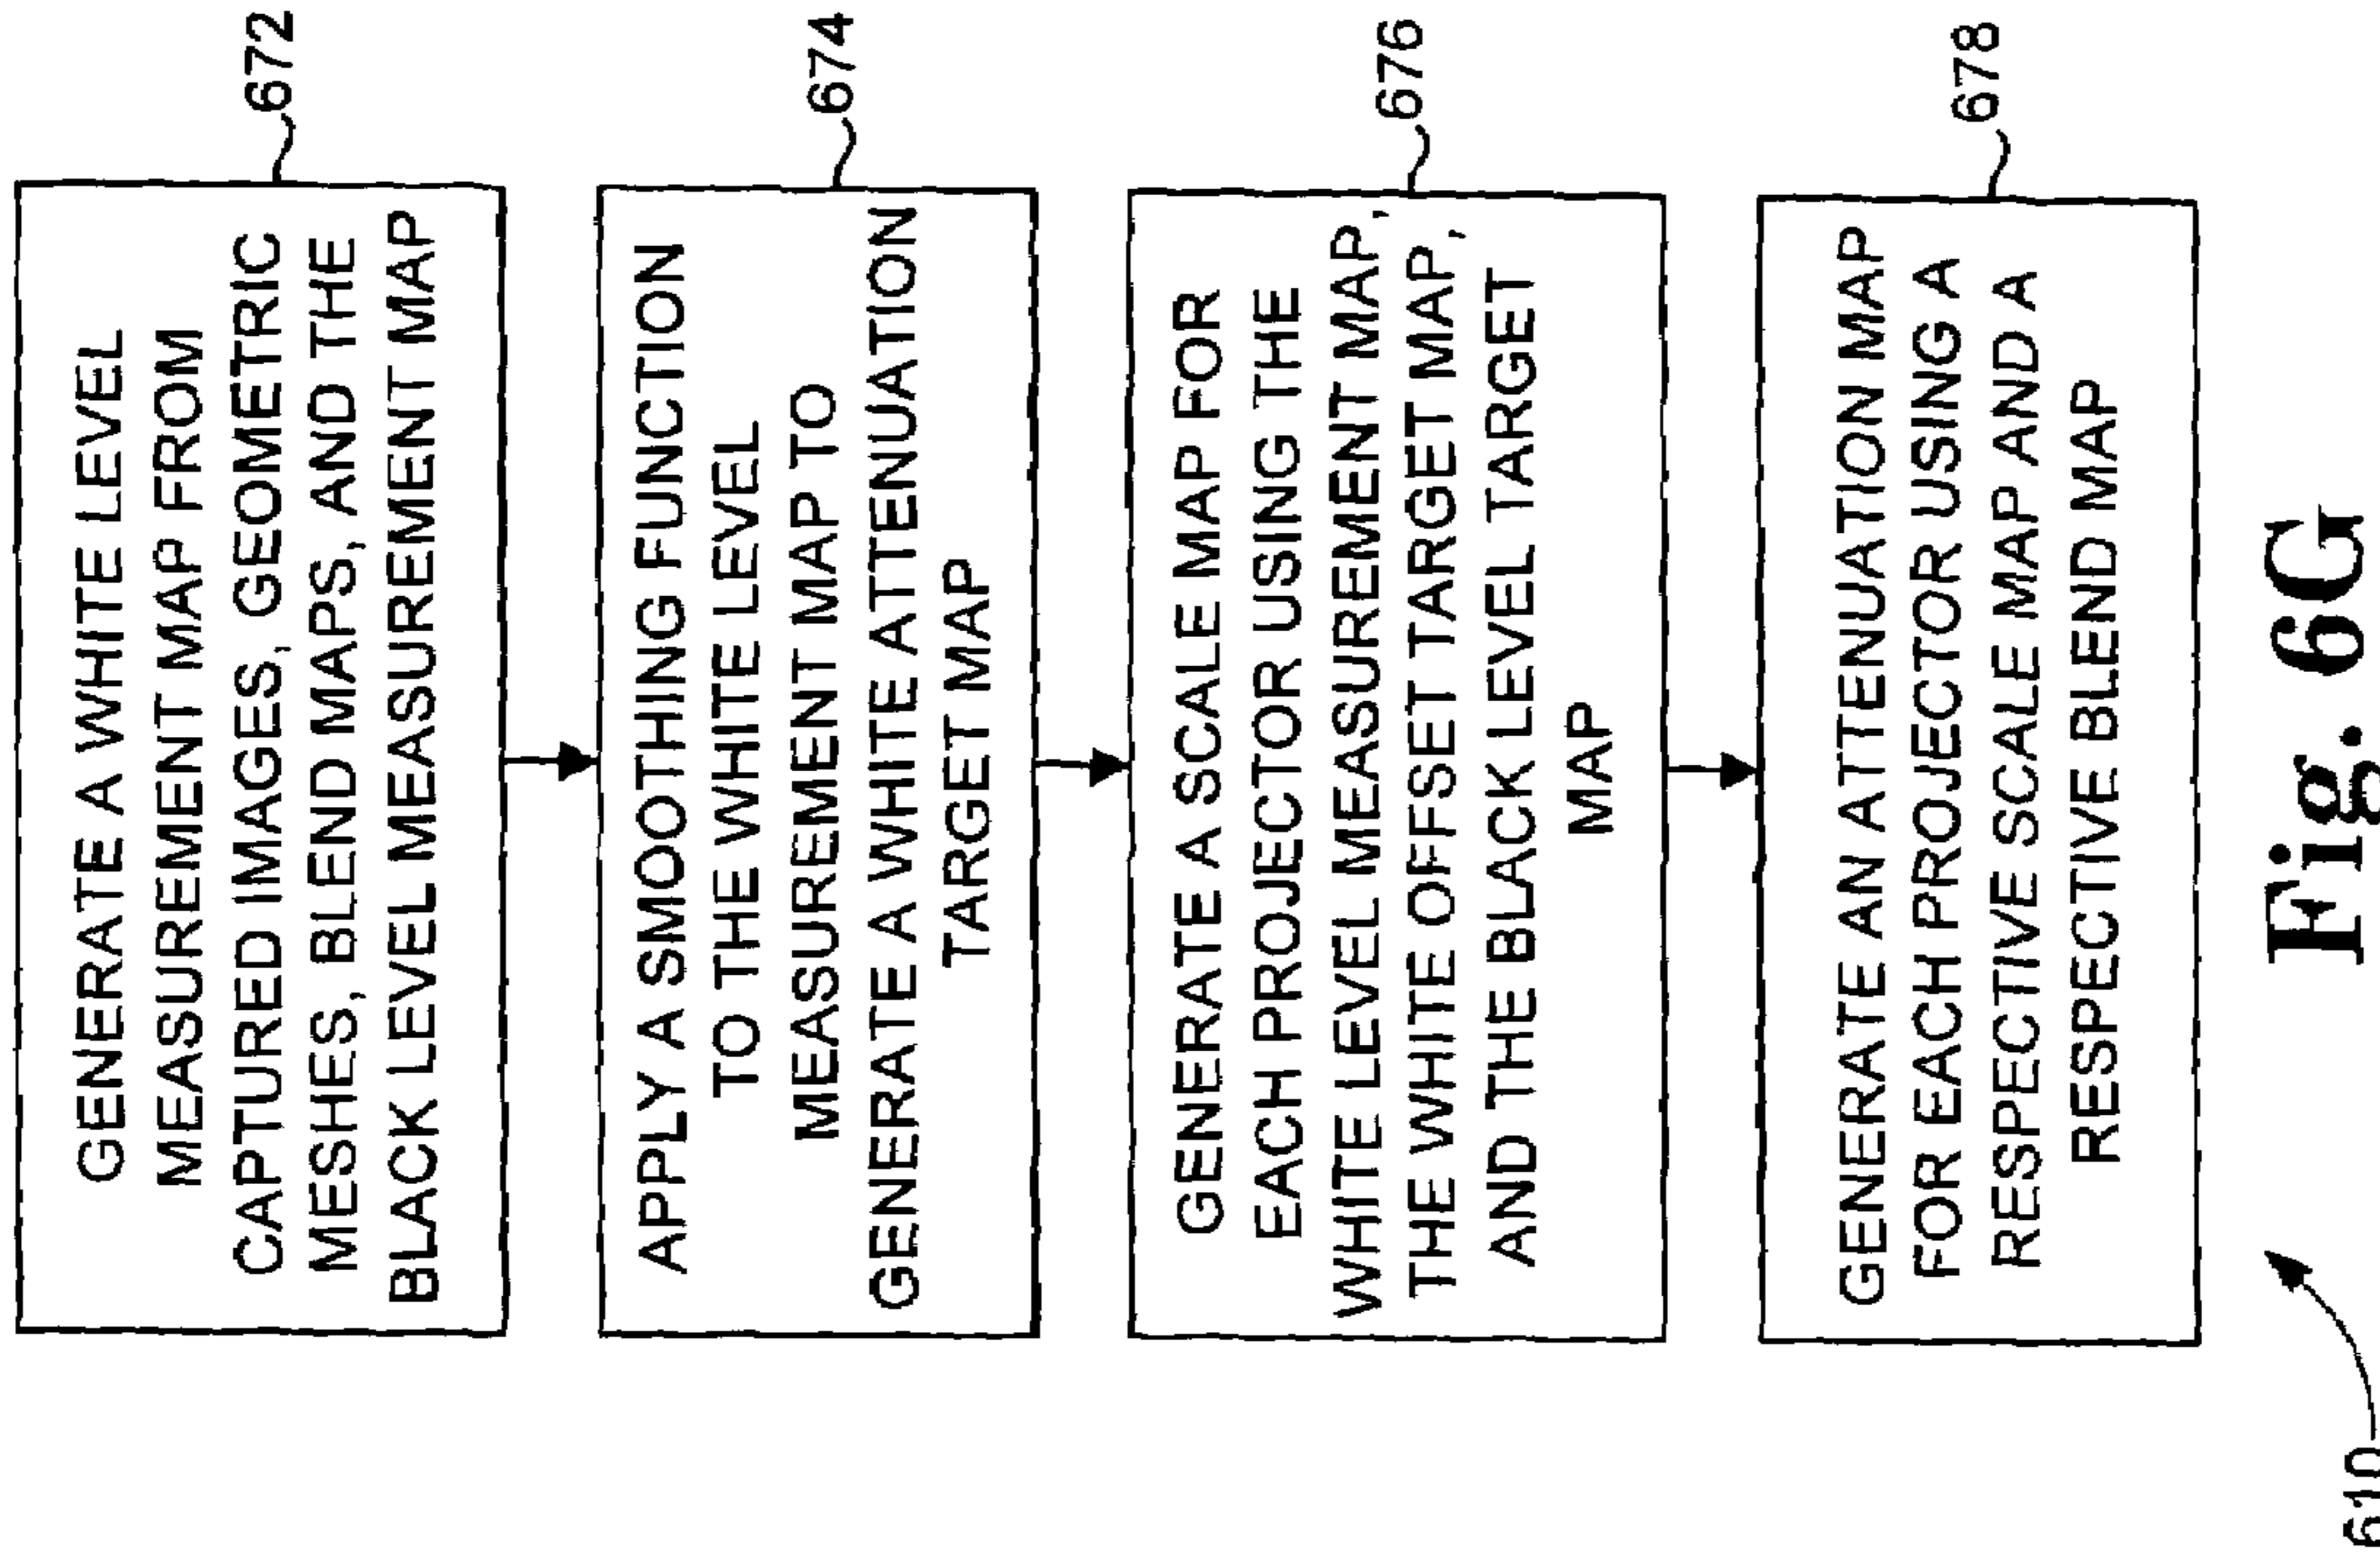 GENERATE A WHITE LEVEL
MEASUREMENT MAP FROM
CAPTURED IMAGES, GEOMETRIC
MESHES, BLEND MAPS, AND THE
BLACK LEVEL MEASUREMENT MAP
672
APPLY A SMOOTHING FUNCTION
TO THE WHITE LEVEL
MEASUREMENT MAP TO
GENERATE A WHITE ATTENUATION
TARGET MAP
674
GENERATE A SCALE MAP FOR
EACH PROJECTOR USING THE
WHITE LEVEL MEASUREMENT MAP,
THE WHITE OFFSET TARGET MAP,
AND THE BLACK LEVEL TARGET
MAP
676
GENERATE AN ATTENUATION MAP
FOR EACH PROJECTOR USING A
RESPECTIVE SCALE MAP AND A
RESPECTIVE BLEND MAP
678
610
Fig. 6G